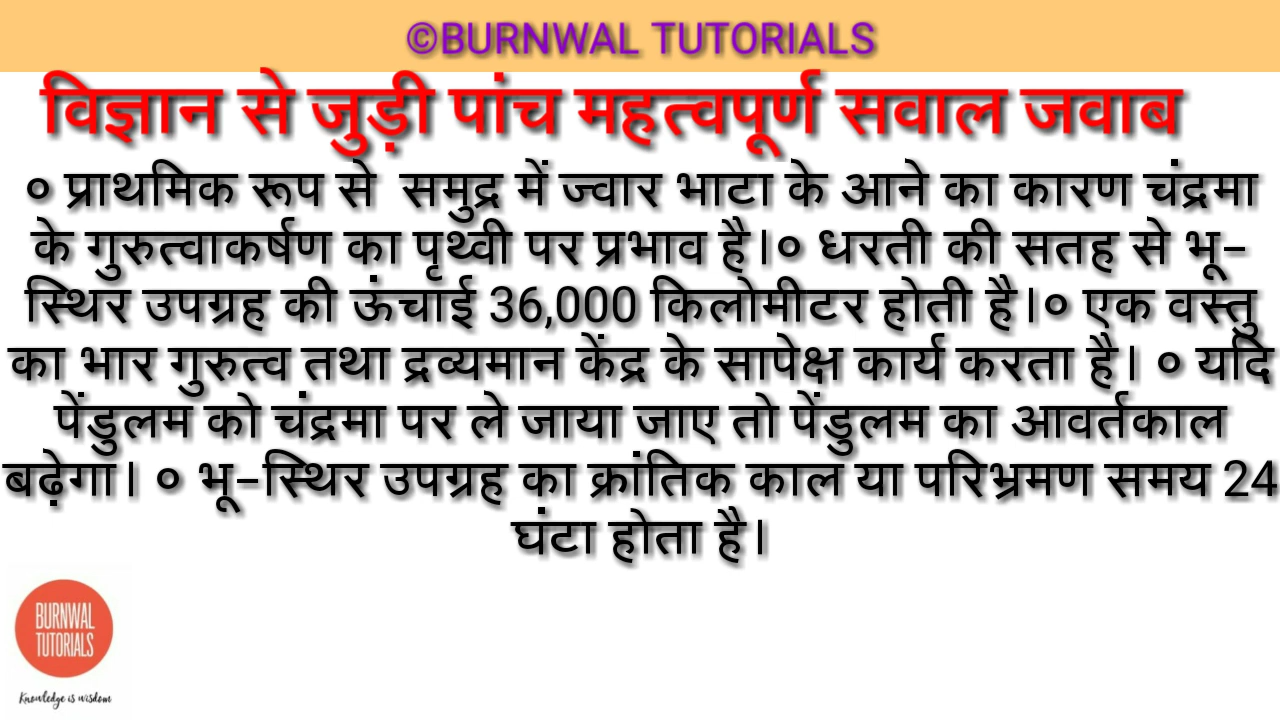 ©BURNWAL TUTORIALS
विज्ञान से जुड़ी पांच महत्वपूर्ण सवाल जवाब
० प्राथमिक रूप से समुद्र में ज्वार भाटा के आने का कारण चंद्रमा
के गुरुत्वाकर्षण का पृथ्वी पर प्रभाव है।० धरती की सतह से भू-
स्थिर उपग्रह की ऊंचाई 36,000 किलोमीटर होती है।० एक वस्तु
का भार गुरुत्व तथा द्रव्यमान केंद्र के सापेक्ष कार्य करता है। ० यदि
पेंडुलम को चंद्रमा पर ले जाया जाए तो पेंडुलम का आवर्तकाल
बढ़ेगा। ० भू-स्थिर उपग्रह का क्रांतिक काल या परिभ्रमण समय 24
घंटा होता है।
BURNWAL
TUTORIALS
Knowledge is wisdom